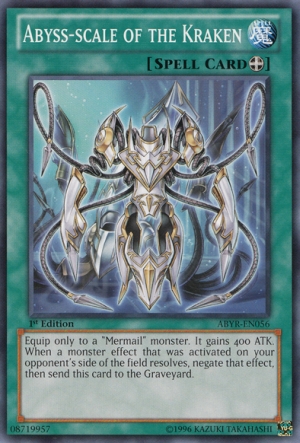 ABYSS-SCALE OF THE KRAKEN 魔
[SPELL CARD]
ABYR-EN056
1st Edition
Equip only to a "Mermail" monster. It gains 400 ATK.
When a monster effect that was activated on your
opponent's side of the field resolves, negate that effect,
then send this card to the Graveyard.
08719957
©1996 KAZUKI TAKAHASHI